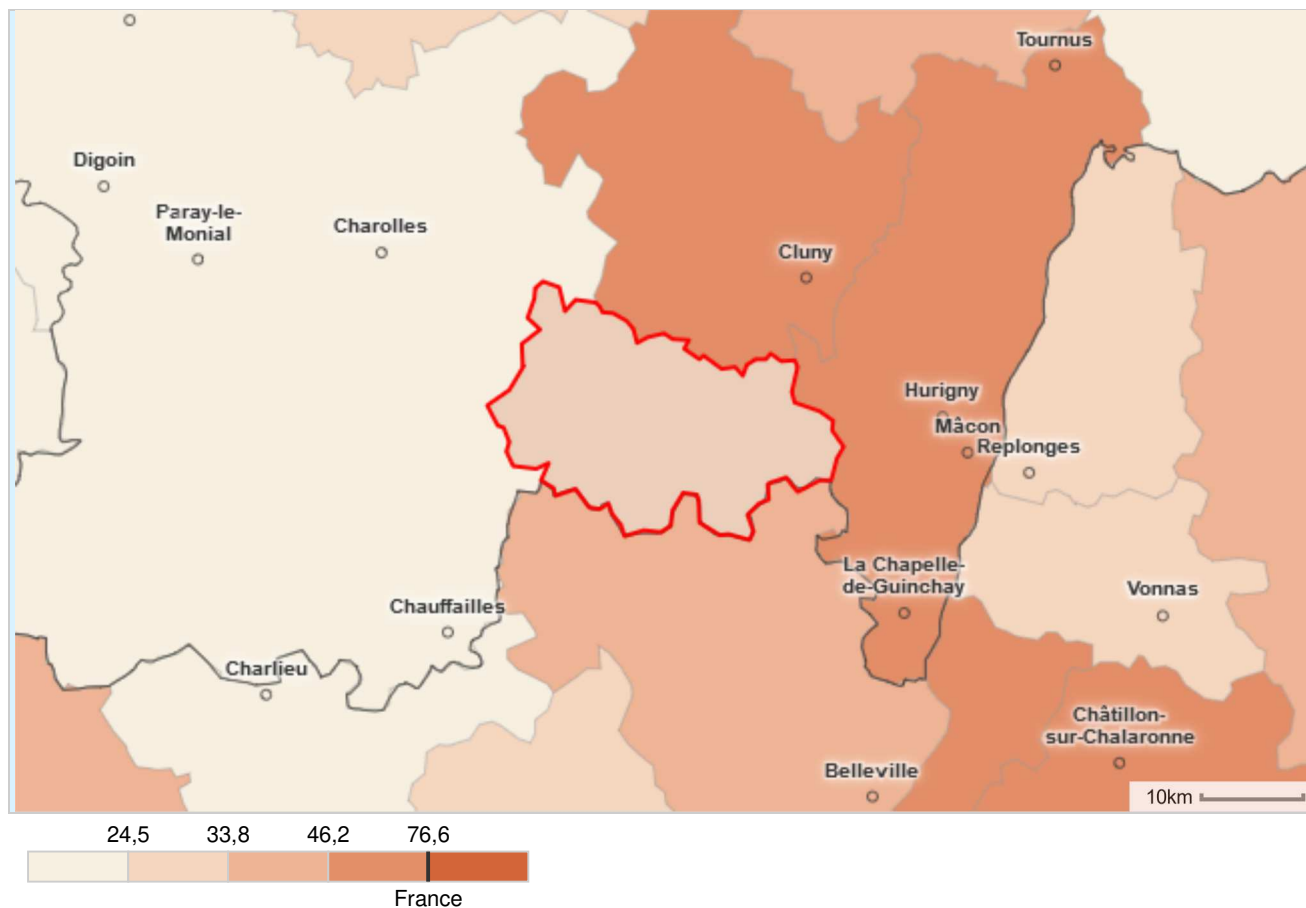 Tournus
Digoin
Paray-le-
Monial
Charolles
Cluny
Hurigny
Mâcon
Replonges
La Chapelle-
de-Guinchay
Vonnas
Chauffailles
Charlieu
Châtillon-
sur-Chalaronne
Belleville
10km
24,5 33,8 46,2 76,6
France